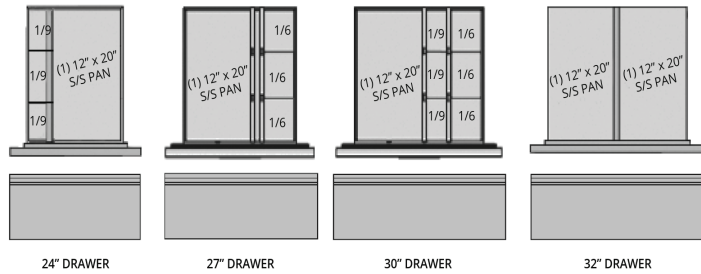 1/9
1/9
1/9
(1) 12" x 20"
S/S PAN
24" DRAWER
(1) 12" x 20"
S/S PAN
1/6
1/6
1/6
27" DRAWER
(1) 12" x 20"
S/S PAN
1/9
1/9
1/9
1/6
1/6
1/6
30" DRAWER
(1) 12" x 20"
S/S PAN
(1) 12" x 20"
S/S PAN
32" DRAWER